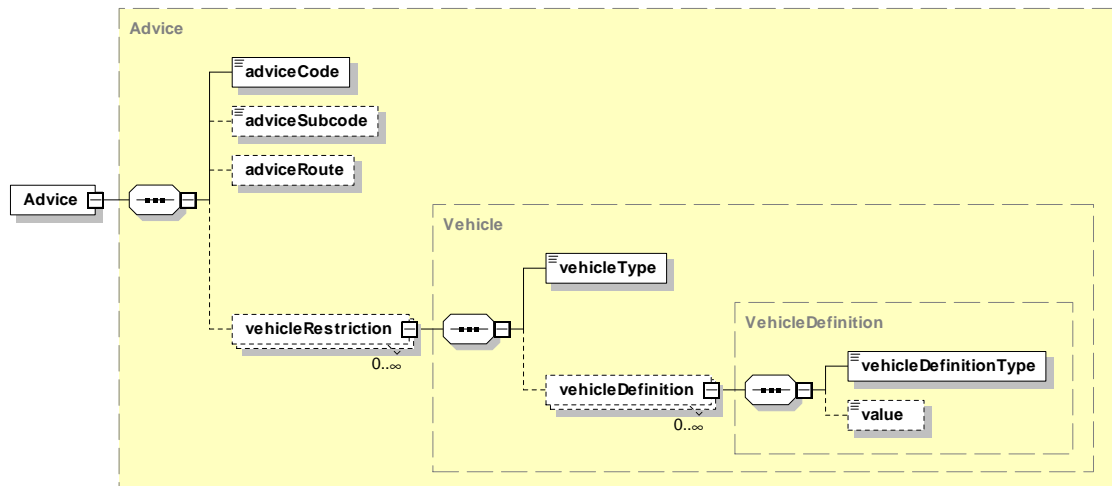 Advice
adviceCode
adviceSubcode
adviceRoute
Advice
Vehicle
vehicleType
VehicleDefinition
vehicleRestriction
0..∞
vehicleDefinitionType
vehicleDefinition
0..∞
value